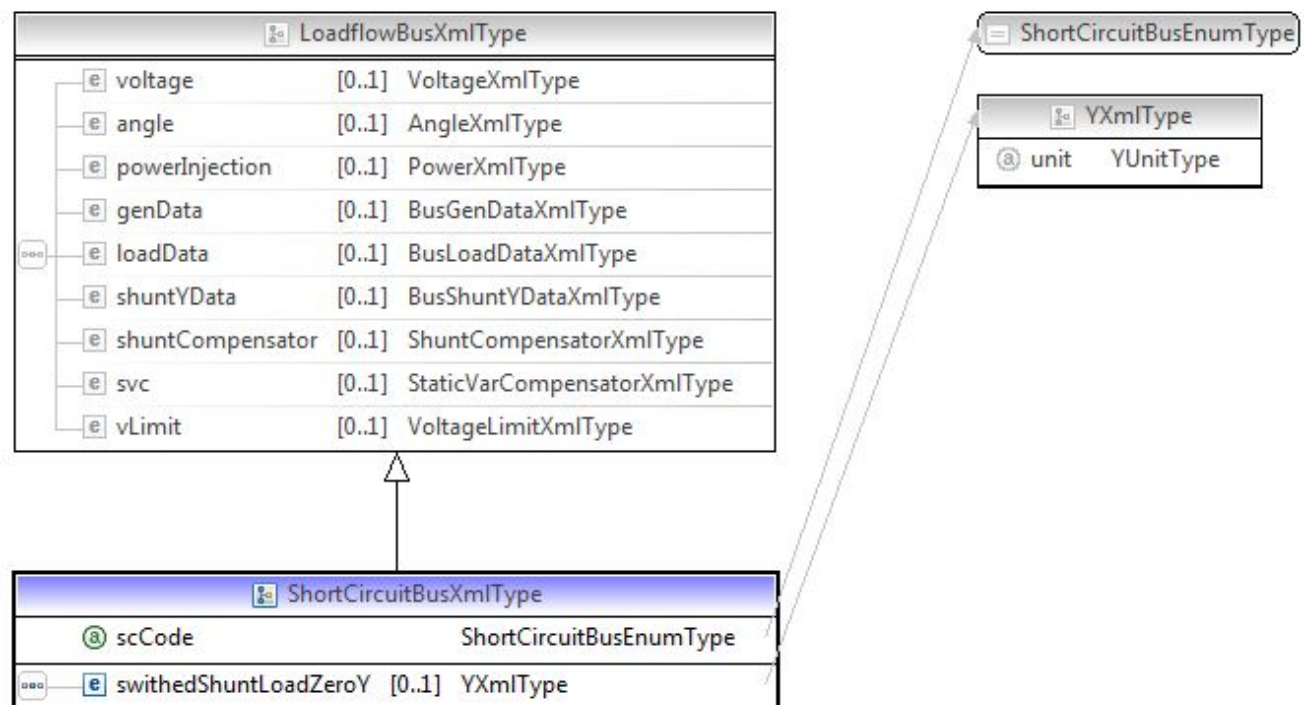 LoadflowBusXmlType
e voltage [0..1] VoltageXmlType
e angle [0..1] AngleXmlType
e powerInjection [0..1] PowerXmlType
e genData [0..1] BusGenDataXmlType
e loadData [0..1] BusLoadDataXmlType
e shuntYData [0..1] BusShuntYDataXmlType
e shuntCompensator [0..1] ShuntCompensatorXmlType
e svc [0..1] StaticVarCompensatorXmlType
e vLimit [0..1] VoltageLimitXmlType
ShortCircuitBusEnumType
YXmlType
a unit YUnitType
ShortCircuitBusXmlType
a scCode ShortCircuitBusEnumType
e swithedShuntLoadZeroY [0..1] YXmlType